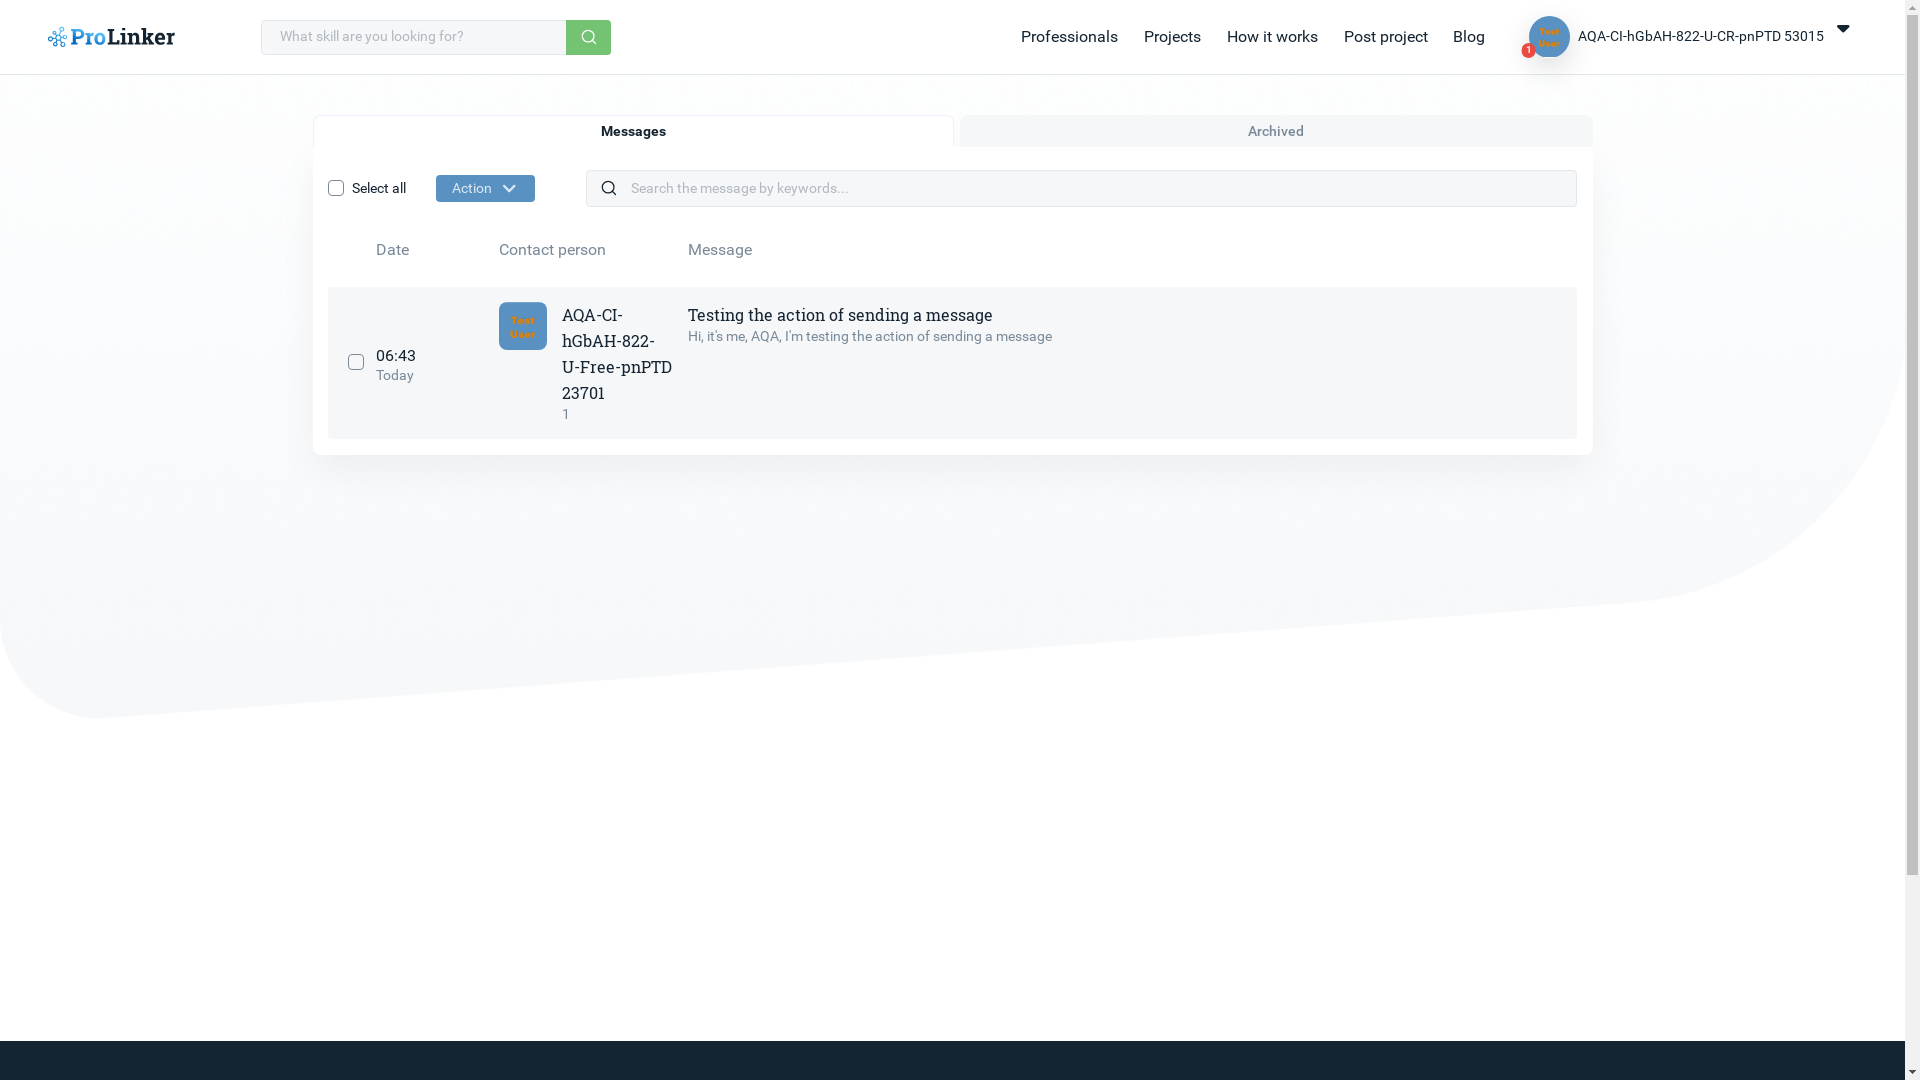 ProLinker
What skill are you looking for?
Professionals
Projects
How it works
Post project
Blog
Test
User
1
AQA-CI-hGbAH-822-U-CR-pnPTD 53015
Messages
Archived
Select all
Action
Search the message by keywords...
Date
Contact person
Message
06:43
Today
Test
User
AQA-CI-
hGbAH-822-
U-Free-pnPTD
23701
1
Testing the action of sending a message
Hi, it's me, AQA, I'm testing the action of sending a message